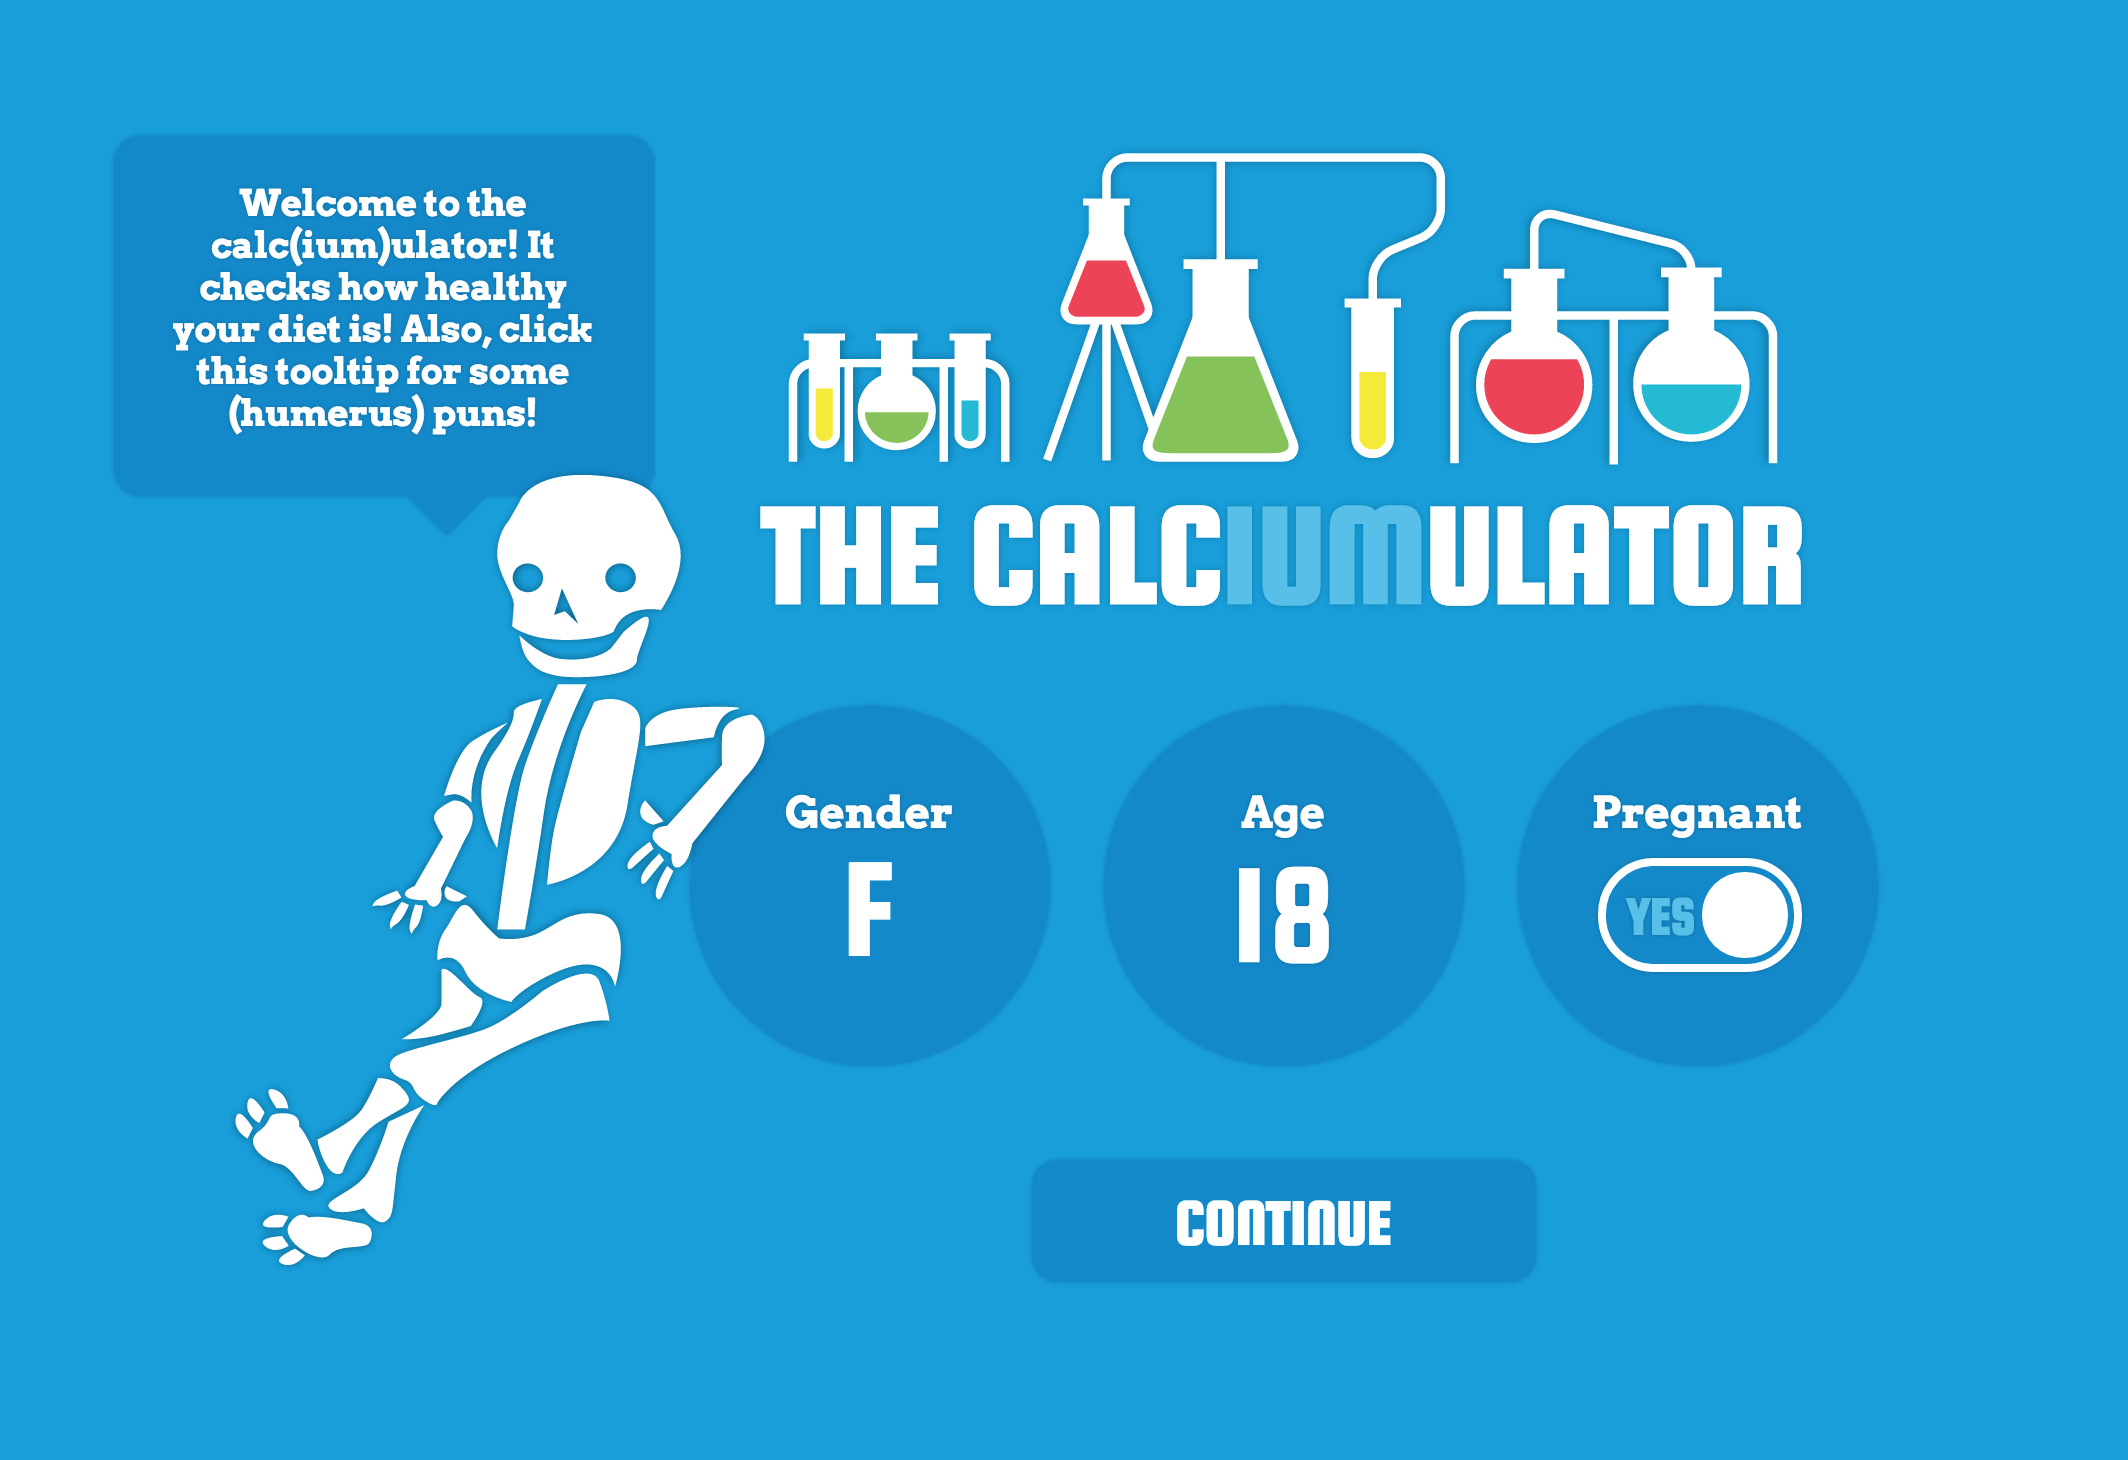 Welcome to the
calc(ium)ulator! It
checks how healthy
your diet is! Also, click
this tooltip for some
(humerus) puns!
THE CALCIUMULATOR
Gender
F
Age
18
Pregnant
YES
CONTINUE